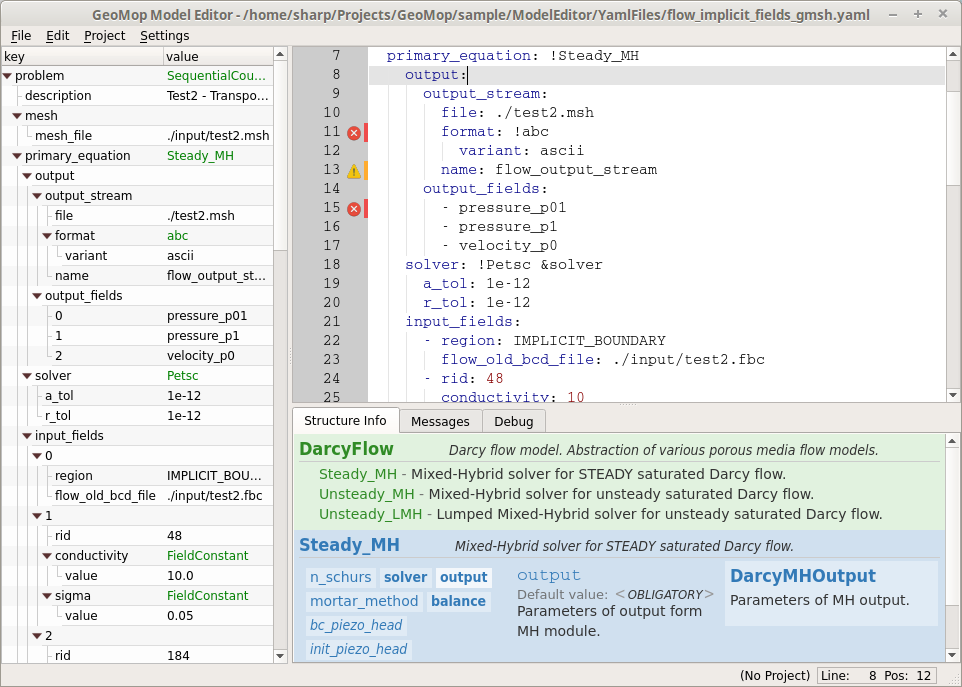 GeoMop Model Editor - /home/sharp/Projects/GeoMop/sample/ModelEditor/YamlFiles/flow_implicit_fields_gmsh.yaml
File Edit Project Settings
key value
problem SequentialCou...
description Test2 - Transpo...
mesh
mesh_file ./input/test2.msh
primary_equation Steady_MH
output
output_stream
file ./test2.msh
format abc
variant ascii
name flow_output_st...
output_fields
0 pressure_p01
1 pressure_p1
2 velocity_p0
solver Petsc
a_tol 1e-12
r_tol 1e-12
input_fields
0
region IMPLICIT_BOU...
flow_old_bcd_file ./input/test2.fbc
1
rid 48
conductivity FieldConstant
value 10.0
sigma FieldConstant
value 0.05
2
rid 184
7 primary_equation: !Steady_MH
8 output:
9 output_stream:
10 file: ./test2.msh
11 format: !abc
12 variant: ascii
13 name: flow_output_stream
14 output_fields:
15 - pressure_p01
16 - pressure_p1
17 - velocity_p0
18 solver: !Petsc &solver
19 a_tol: 1e-12
20 r_tol: 1e-12
21 input_fields:
22 - region: IMPLICIT_BOUNDARY
23 flow_old_bcd_file: ./input/test2.fbc
24 - rid: 48
25 conductivity: 10
Structure Info Messages Debug
DarcyFlow Darcy flow model. Abstraction of various porous media flow models.
Steady_MH - Mixed-Hybrid solver for STEADY saturated Darcy flow.
Unsteady_MH - Mixed-Hybrid solver for unsteady saturated Darcy flow.
Unsteady_LMH - Lumped Mixed-Hybrid solver for unsteady saturated Darcy flow.
Steady_MH Mixed-Hybrid solver for STEADY saturated Darcy flow.
n_schurs solver output
mortar_method balance
bc_piezo_head
init_piezo_head
output
Default value: <OBLIGATORY>
Parameters of output form
MH module.
DarcyMHOutput
Parameters of MH output.
(No Project) Line: 8 Pos: 12